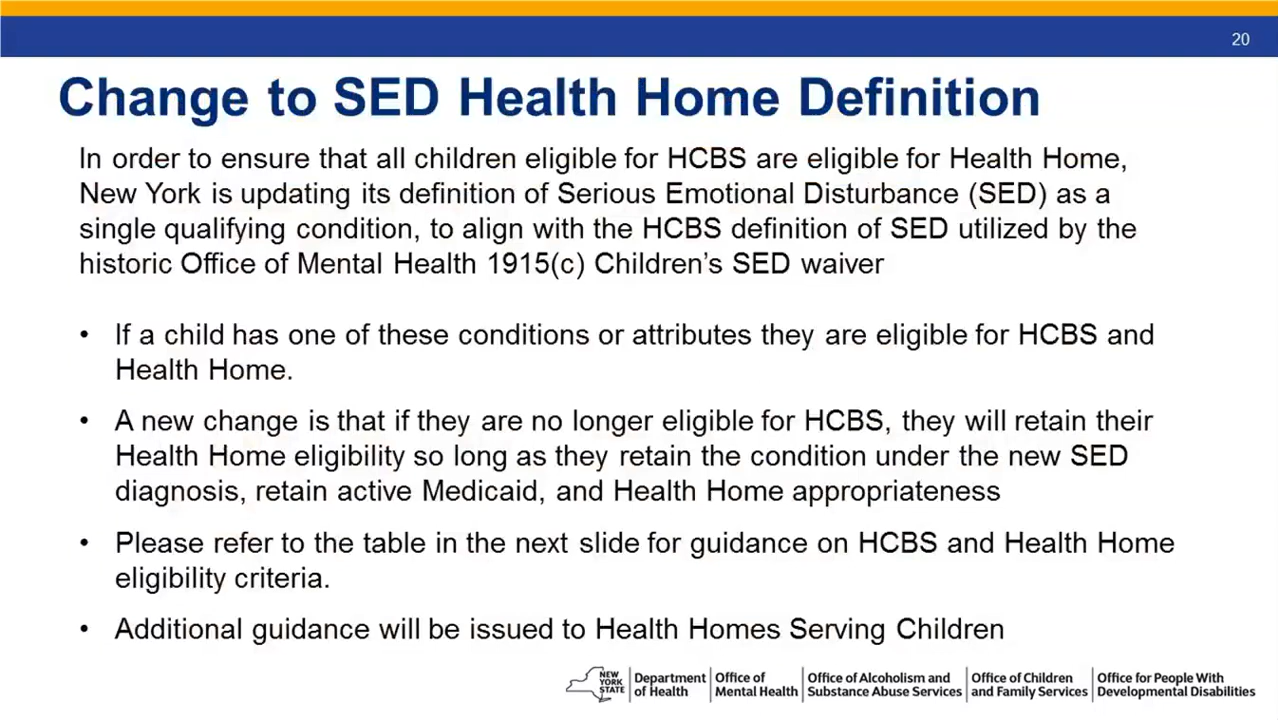 20
Change to SED Health Home Definition
In order to ensure that all children eligible for HCBS are eligible for Health Home,
New York is updating its definition of Serious Emotional Disturbance (SED) as a
single qualifying condition, to align with the HCBS definition of SED utilized by the
historic Office of Mental Health 1915(c) Children’s SED waiver
• If a child has one of these conditions or attributes they are eligible for HCBS and
Health Home.
• A new change is that if they are no longer eligible for HCBS, they will retain their
Health Home eligibility so long as they retain the condition under the new SED
diagnosis, retain active Medicaid, and Health Home appropriateness
• Please refer to the table in the next slide for guidance on HCBS and Health Home
eligibility criteria.
• Additional guidance will be issued to Health Homes Serving Children
NEW
YORK
STATE
Department
of Health
Office of
Mental Health
Office of Alcoholism and
Substance Abuse Services
Office of Children
and Family Services
Office for People With
Developmental Disabilities